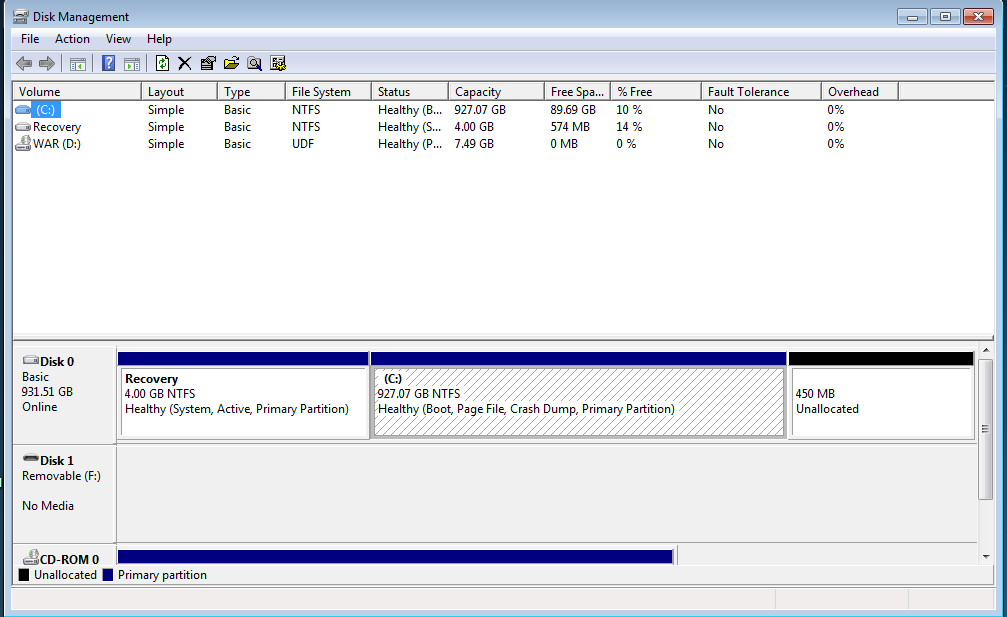 Disk Management
File Action View Help
Volume Layout Type File System Status Capacity Free Spa... % Free Fault Tolerance Overhead
(C:) Simple Basic NTFS Healthy (B... 927.07 GB 89.69 GB 10 % No 0%
Recovery Simple Basic NTFS Healthy (S... 4.00 GB 574 MB 14 % No 0%
WAR (D:) Simple Basic UDF Healthy (P... 7.49 GB 0 MB 0 % No 0%
Disk 0
Basic
931.51 GB
Online
Recovery
4.00 GB NTFS
Healthy (System, Active, Primary Partition)
(C:)
927.07 GB NTFS
Healthy (Boot, Page File, Crash Dump, Primary Partition)
450 MB
Unallocated
Disk 1
Removable (F:)
No Media
CD-ROM 0
Unallocated Primary partition